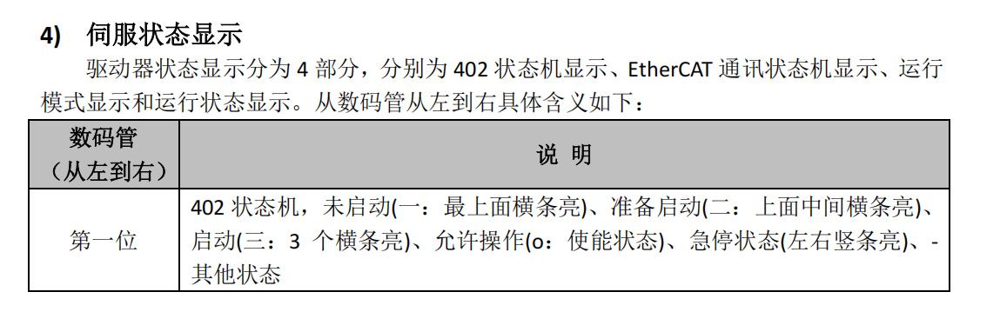 4) 伺服状态显示
驱动器状态显示分为 4 部分，分别为 402 状态机显示、EtherCAT 通讯状态机显示、运行
模式显示和运行状态显示。从数码管从左到右具体含义如下：
数码管
（从左到右）
说 明
第一位
402 状态机，未启动(一：最上面横条亮)、准备启动(二：上面中间横条亮)、
启动(三：3 个横条亮)、允许操作(o：使能状态)、急停状态(左右竖条亮)、-
其他状态